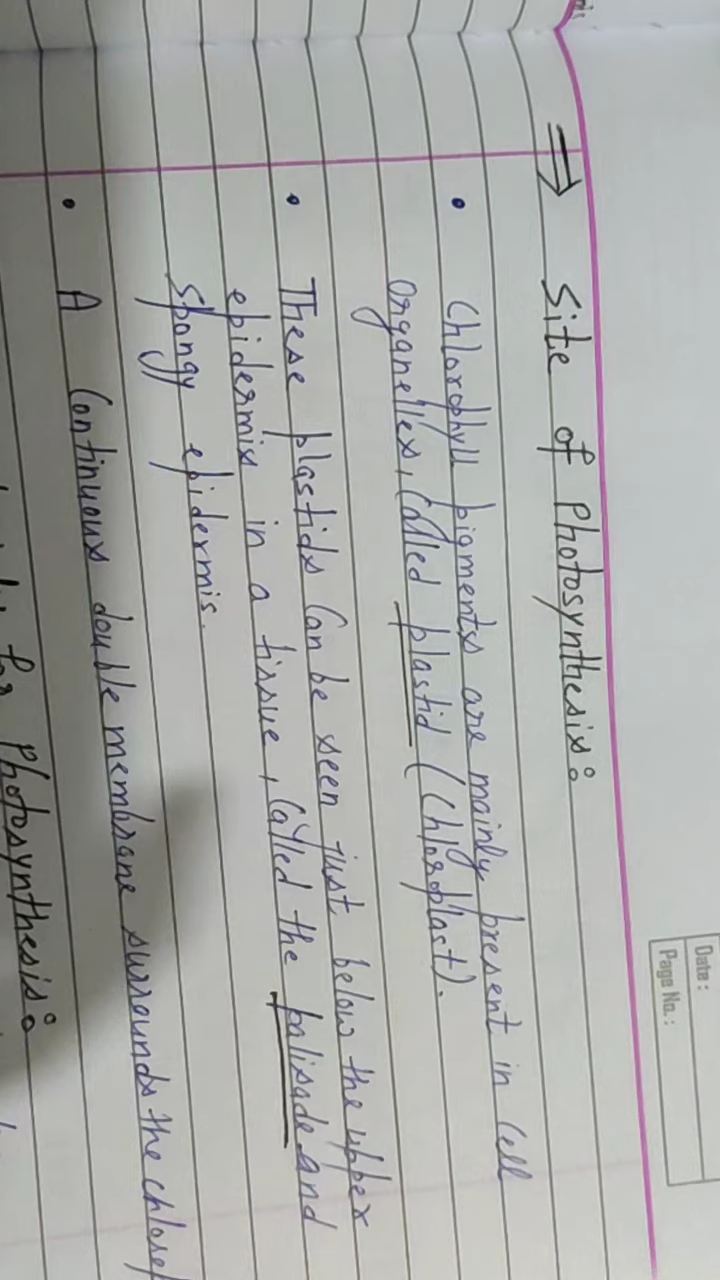 Date :
Page No. :
⇒ Site of Photosynthesis:
• Chlorophyll pigments are mainly present in cell
organelles, called plastid (Chloroplast).
• These plastids can be seen just below the upper
epidermis in a tissue, called the palisade and
spongy epidermis.
• A Continuous double membrane surrounds the chlorop
for Photosynthesis: